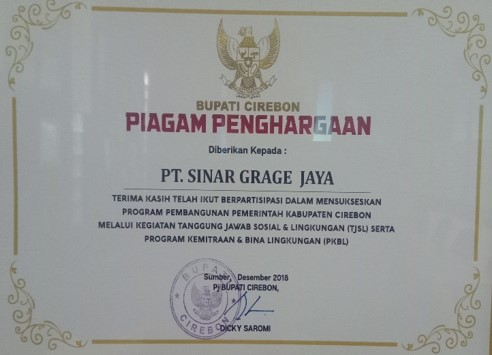 BUPATI CIREBON
PIAGAM PENGHARGAAN
Diberikan Kepada :
PT. SINAR GRAGE JAYA
TERIMA KASIH TELAH IKUT BERPARTISIPASI DALAM MENSUKSESKAN
PROGRAM PEMBANGUNAN PEMERINTAH KABUPATEN CIREBON
MELALUI KEGIATAN TANGGUNG JAWAB SOSIAL & LINGKUNGAN (TJSL) SERTA
PROGRAM KEMITRAAN & BINA LINGKUNGAN (PKBL)
Sumber, Desember 2018
Pj BUPATI CIREBON,
BUPATI
CIREBON
DICKY SAROMI